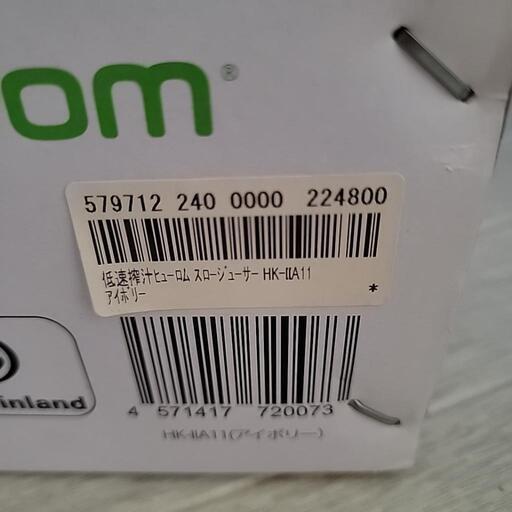 om®
579712 240 0000 224800
低速搾汁ﾋｭｰﾛﾑ ｽﾛｰｼﾞｭｰｻｰ HK-ⅡA11
ｱｲﾎﾞﾘｰ *
inland
4 571417 720073
HK-ⅡA11(アイボリー)